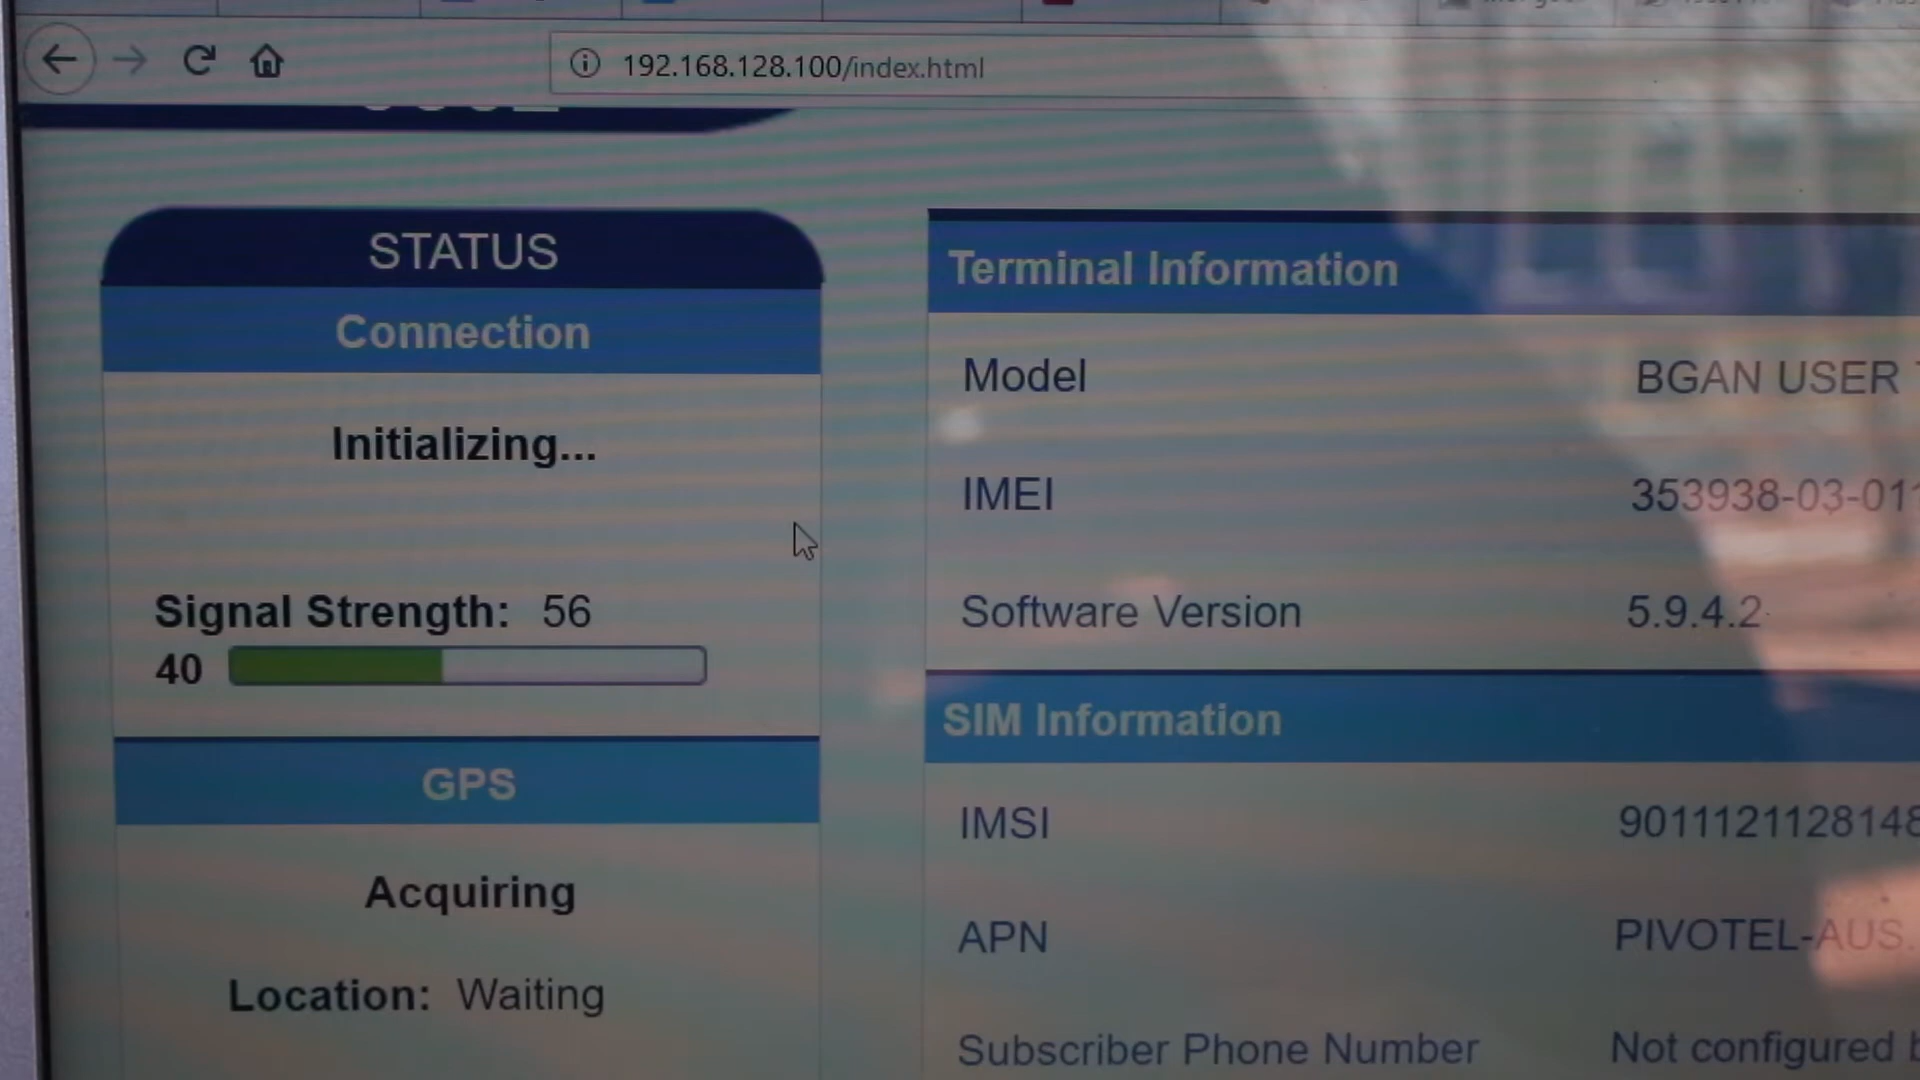 192.168.128.100/index.html
STATUS
Connection
Initializing...
Signal Strength: 56
40
GPS
Acquiring
Location: Waiting
Terminal Information
Model BGAN USER
IMEI 353938-03-011
Software Version 5.9.4.2
SIM Information
IMSI 9011121128148
APN PIVOTEL-AUS.
Subscriber Phone Number Not configured b